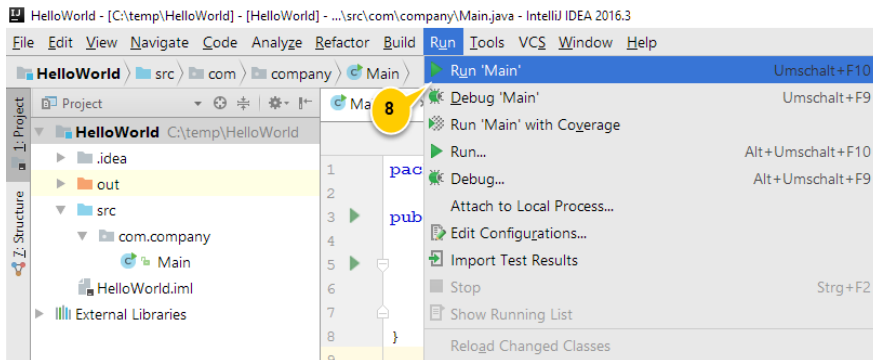 HelloWorld - [C:\temp\HelloWorld] - [HelloWorld] - ...\src\com\company\Main.java - IntelliJ IDEA 2016.3
File Edit View Navigate Code Analyze Refactor Build Run Tools VCS Window Help
HelloWorld src com company Main
1: Project
Z: Structure
Project
HelloWorld C:\temp\HelloWorld
.idea
out
src
com.company
Main
HelloWorld.iml
External Libraries
8
1 pac
2
3 pub
4
5
6
7
8 }
9
Run 'Main' Umschalt+F10
Debug 'Main' Umschalt+F9
Run 'Main' with Coverage
Run... Alt+Umschalt+F10
Debug... Alt+Umschalt+F9
Attach to Local Process...
Edit Configurations...
Import Test Results
Stop Strg+F2
Show Running List
Reload Changed Classes